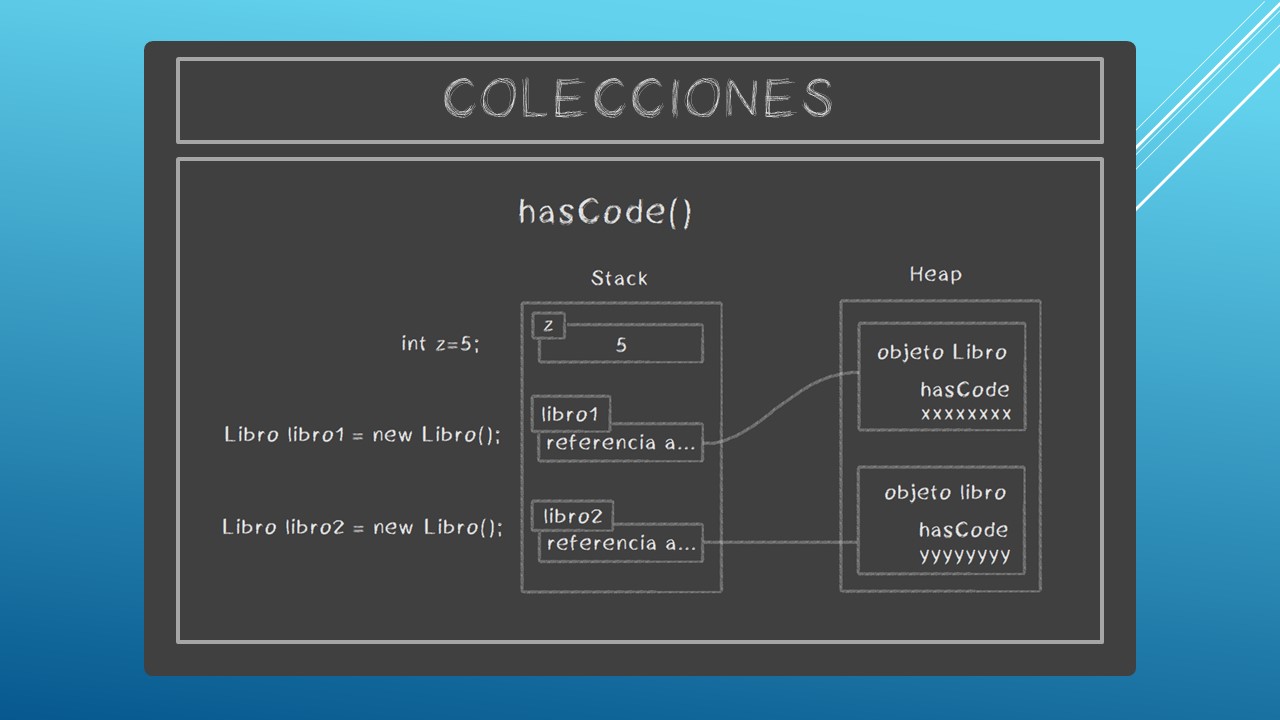 COLECCIONES
hasCode()
Stack
Heap
int z=5;
z
5
Libro libro1 = new Libro();
libro1
referencia a...
objeto Libro
hasCode
xxxxxxxx
Libro libro2 = new Libro();
libro2
referencia a...
objeto libro
hasCode
yyyyyyyy